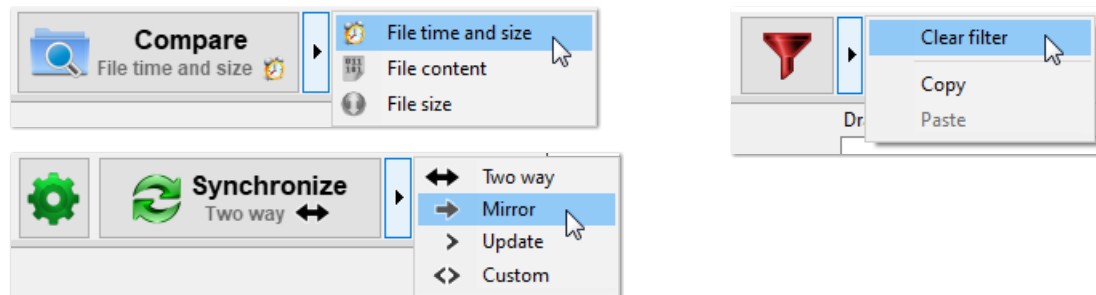 Compare
File time and size
File time and size
File content
File size
Clear filter
Copy
Paste
Dr
Synchronize
Two way
Two way
Mirror
Update
Custom